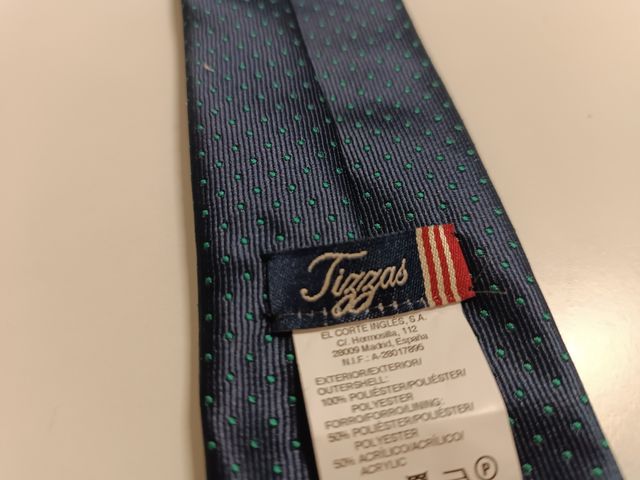 Tizzas
EL CORTE INGLÉS, S.A.
C/. Hermosilla, 112
28009 Madrid, España
N.I.F.: A-28017895
EXTERIOR/EXTERIOR/
OUTERSHELL:
100% POLIÉSTER/POLIÉSTER/
POLYESTER
FORRO/FORRO/LINING:
50% POLIÉSTER/POLIÉSTER/
POLYESTER
50% ACRÍLICO/ACRÍLICO/
ACRYLIC
P